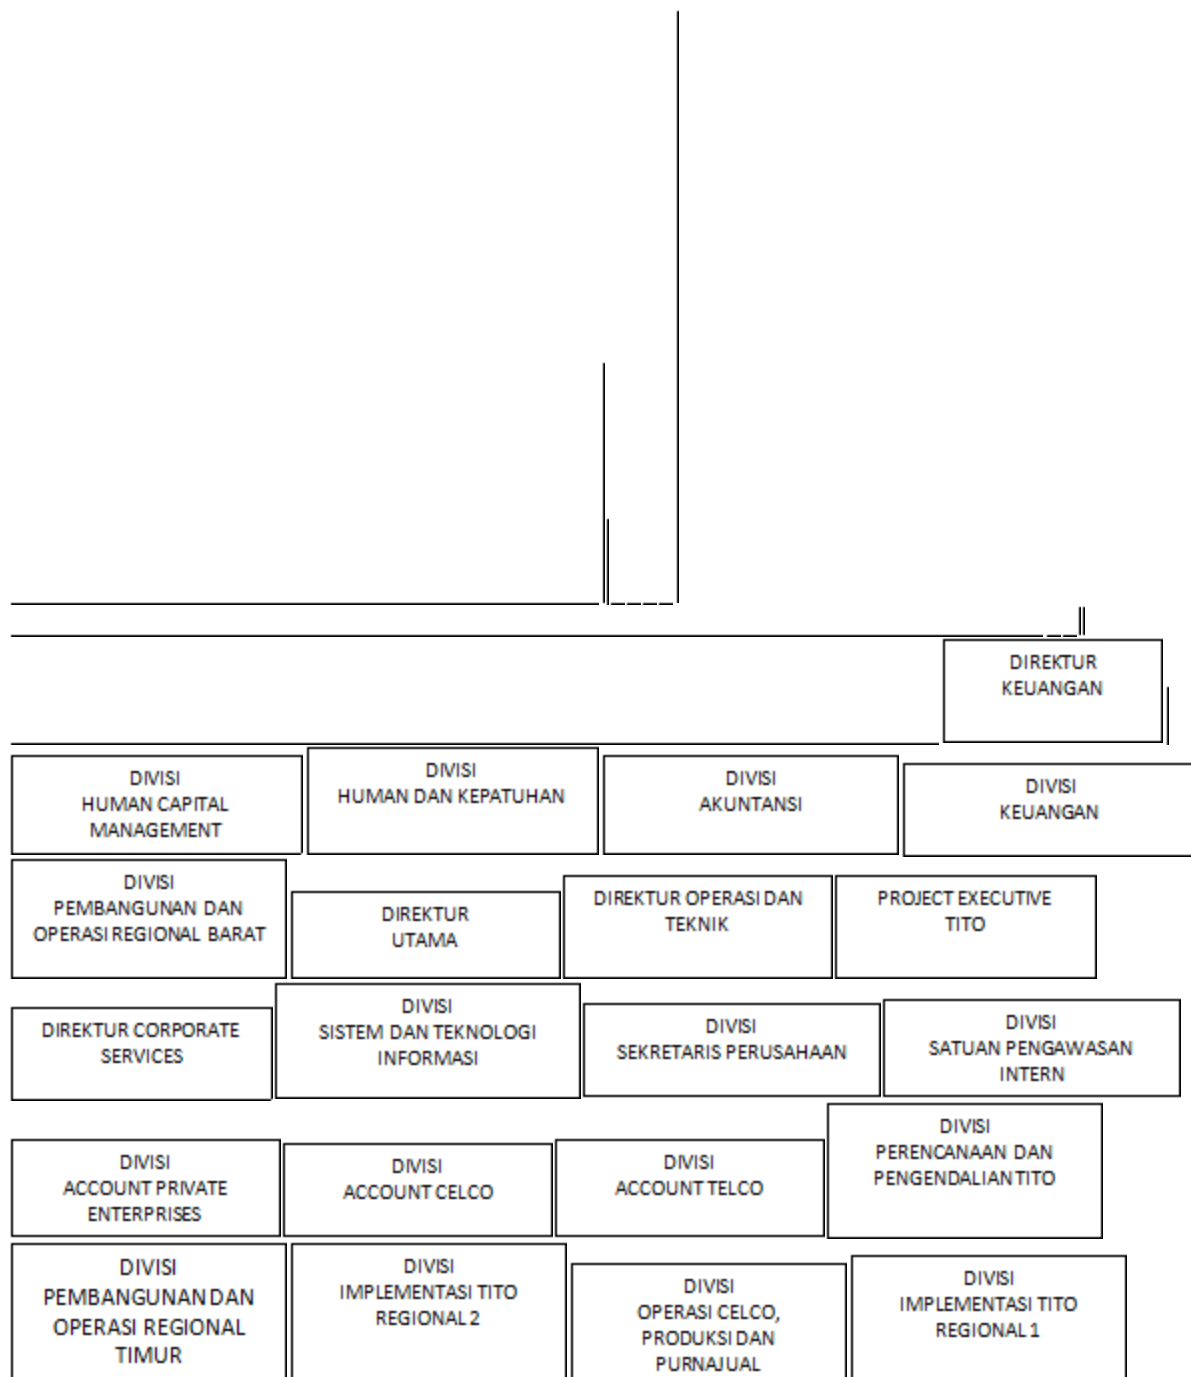 DIREKTUR
KEUANGAN
DIVISI
HUMAN CAPITAL
MANAGEMENT
DIVISI
HUMAN DAN KEPATUHAN
DIVISI
AKUNTANSI
DIVISI
KEUANGAN
DIVISI
PEMBANGUNAN DAN
OPERASI REGIONAL BARAT
DIREKTUR
UTAMA
DIREKTUR OPERASI DAN
TEKNIK
PROJECT EXECUTIVE
TITO
DIREKTUR CORPORATE
SERVICES
DIVISI
SISTEM DAN TEKNOLOGI
INFORMASI
DIVISI
SEKRETARIS PERUSAHAAN
DIVISI
SATUAN PENGAWASAN
INTERN
DIVISI
ACCOUNT PRIVATE
ENTERPRISES
DIVISI
ACCOUNT CELCO
DIVISI
ACCOUNT TELCO
DIVISI
PERENCANAAN DAN
PENGENDALIAN TITO
DIVISI
PEMBANGUNAN DAN
OPERASI REGIONAL
TIMUR
DIVISI
IMPLEMENTASI TITO
REGIONAL 2
DIVISI
OPERASI CELCO,
PRODUKSI DAN
PURNAJUAL
DIVISI
IMPLEMENTASI TITO
REGIONAL 1